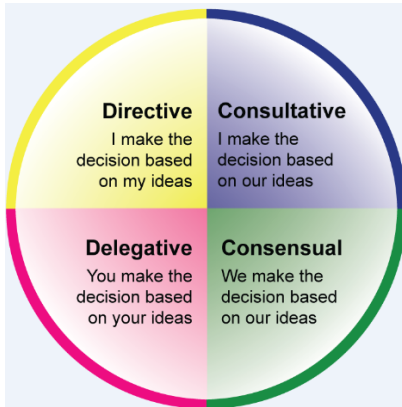 Directive
I make the
decision based
on my ideas
Consultative
I make the
decision based
on our ideas
Delegative
You make the
decision based
on your ideas
Consensual
We make the
decision based
on our ideas